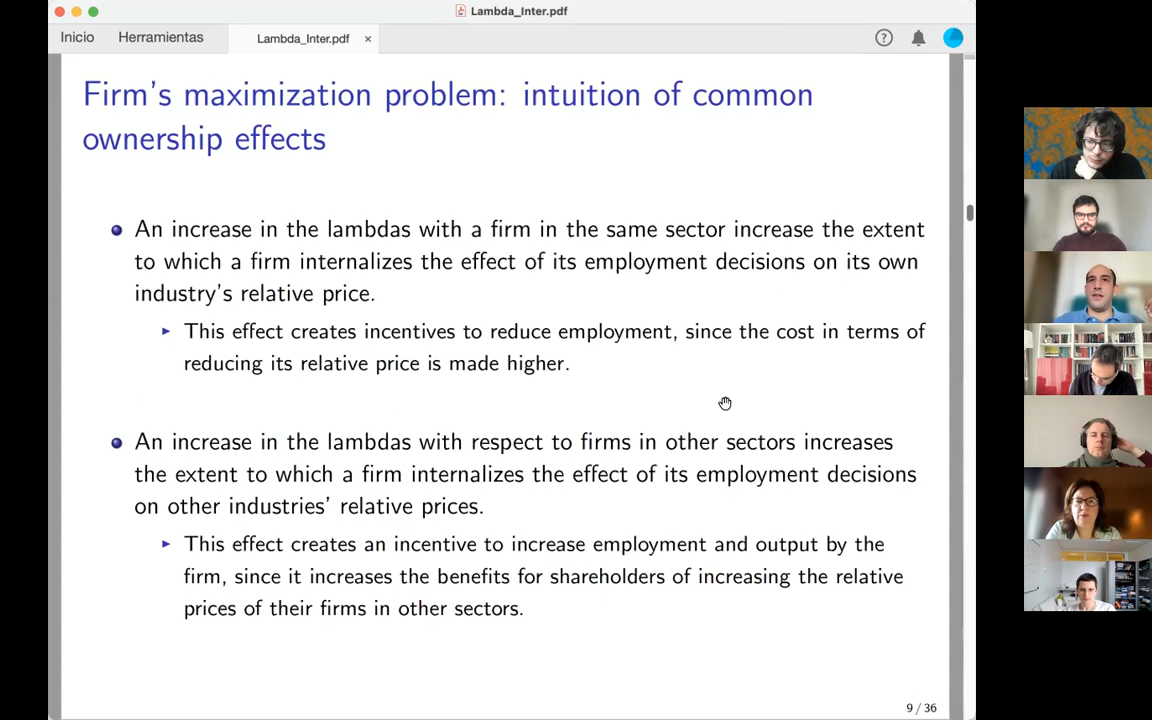 Lambda_Inter.pdf
Inicio Herramientas Lambda_Inter.pdf ×
Firm's maximization problem: intuition of common
ownership effects
An increase in the lambdas with a firm in the same sector increase the extent
to which a firm internalizes the effect of its employment decisions on its own
industry's relative price.
This effect creates incentives to reduce employment, since the cost in terms of
reducing its relative price is made higher.
An increase in the lambdas with respect to firms in other sectors increases
the extent to which a firm internalizes the effect of its employment decisions
on other industries' relative prices.
This effect creates an incentive to increase employment and output by the
firm, since it increases the benefits for shareholders of increasing the relative
prices of their firms in other sectors.
9 / 36